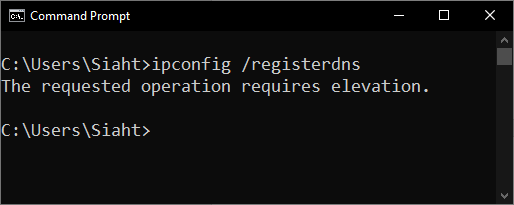 Command Prompt
C:\Users\Siaht>ipconfig /registerdns
The requested operation requires elevation.
C:\Users\Siaht>